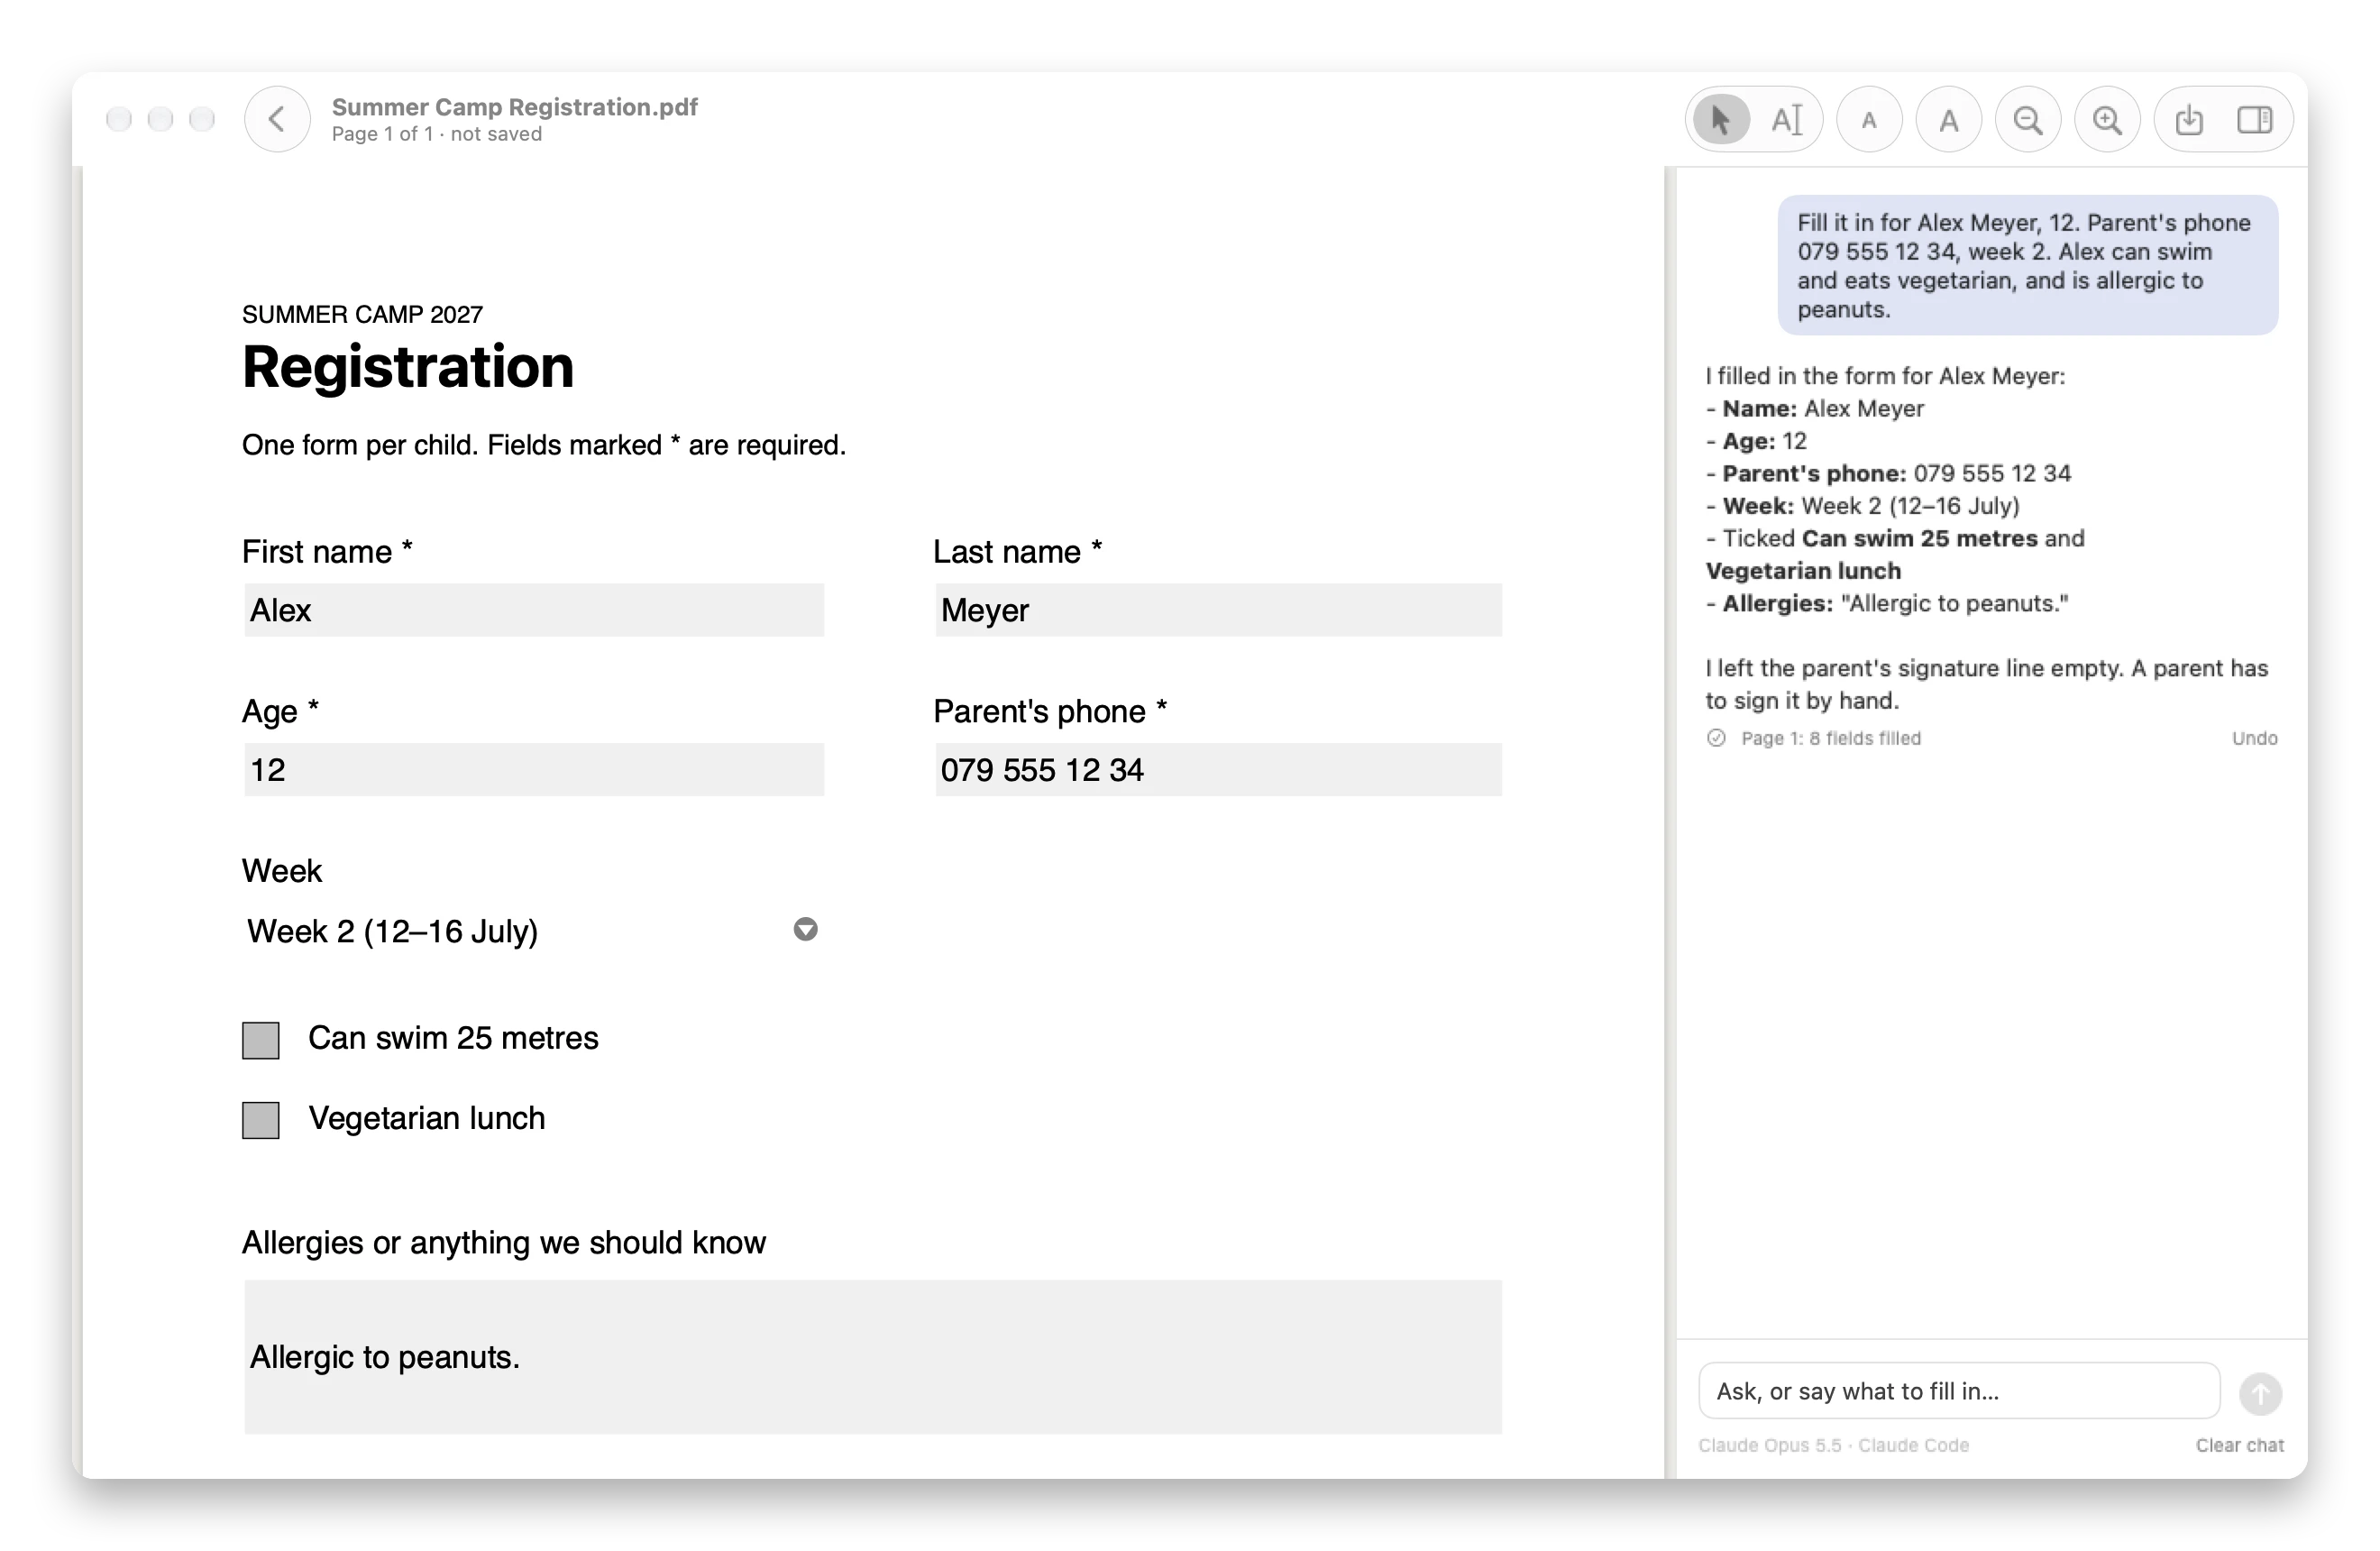 Summer Camp Registration.pdf
Page 1 of 1 · not saved
A
A
A
Fill it in for Alex Meyer, 12. Parent's phone
079 555 12 34, week 2. Alex can swim
and eats vegetarian, and is allergic to
peanuts.
I filled in the form for Alex Meyer:
- Name: Alex Meyer
- Age: 12
- Parent's phone: 079 555 12 34
- Week: Week 2 (12–16 July)
- Ticked Can swim 25 metres and
Vegetarian lunch
- Allergies: "Allergic to peanuts."
I left the parent's signature line empty. A parent has
to sign it by hand.
Page 1: 8 fields filled
Undo
SUMMER CAMP 2027
Registration
One form per child. Fields marked * are required.
First name *
Last name *
Alex
Meyer
Age *
Parent's phone *
12
079 555 12 34
Week
Week 2 (12–16 July)
Can swim 25 metres
Vegetarian lunch
Allergies or anything we should know
Allergic to peanuts.
Ask, or say what to fill in...
Claude Opus 5.5 · Claude Code
Clear chat